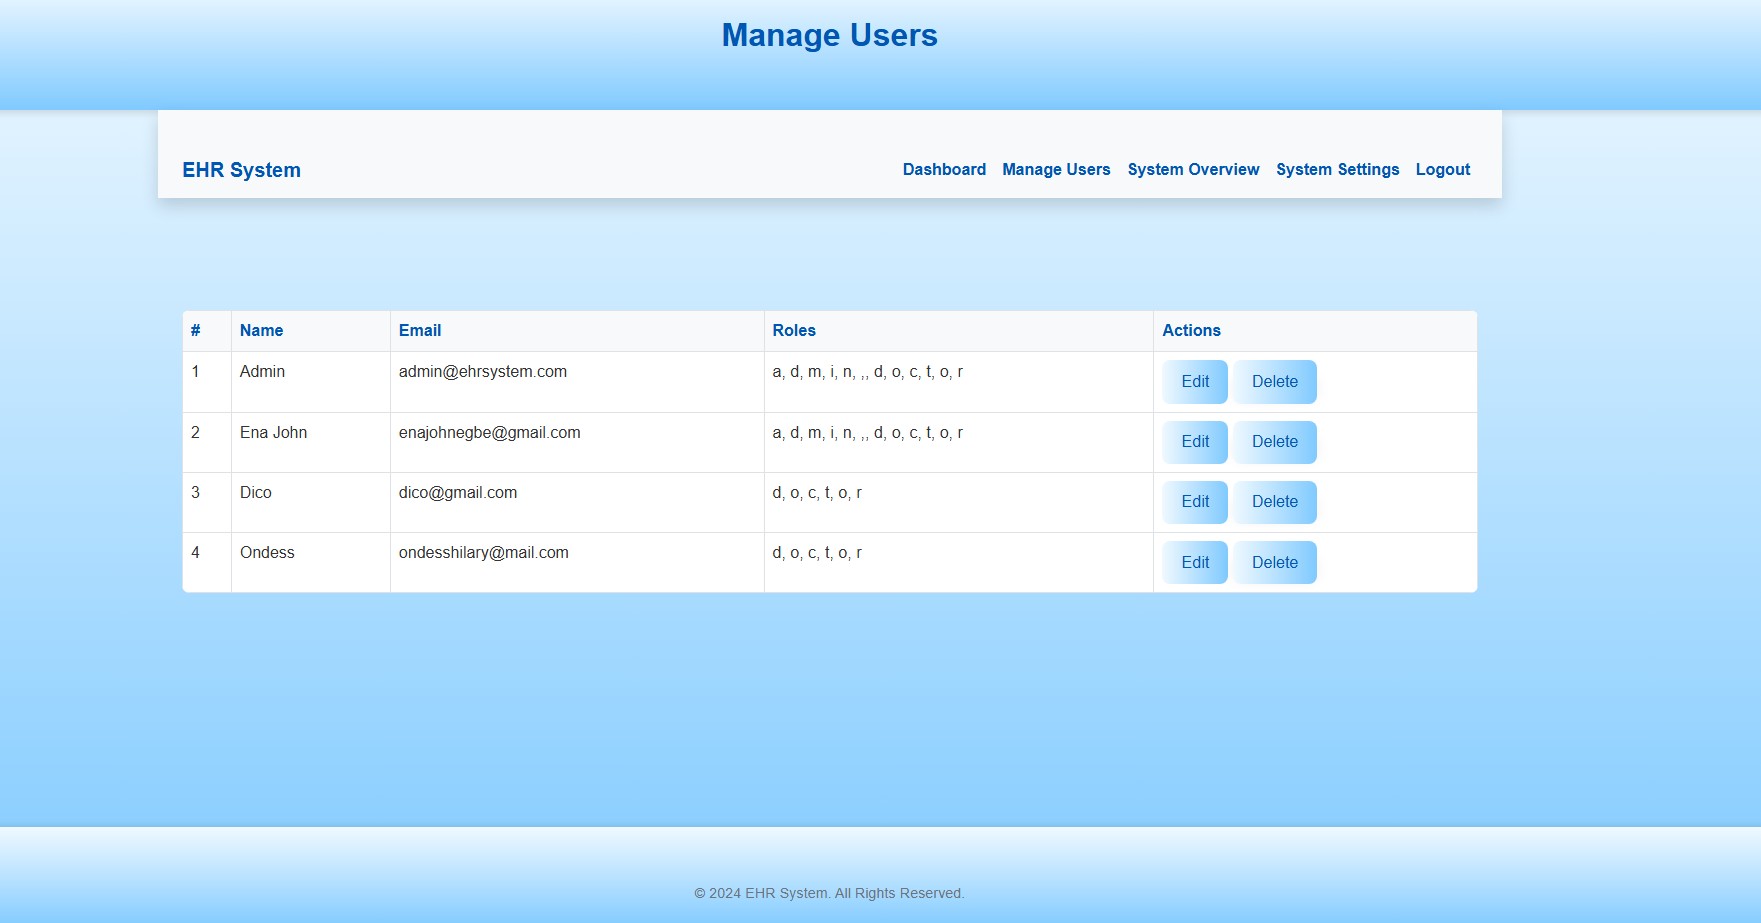 Manage Users
EHR System Dashboard Manage Users System Overview System Settings Logout
# Name Email Roles Actions
1 Admin admin@ehrsystem.com a, d, m, i, n, ,, d, o, c, t, o, r Edit Delete
2 Ena John enajohnegbe@gmail.com a, d, m, i, n, ,, d, o, c, t, o, r Edit Delete
3 Dico dico@gmail.com d, o, c, t, o, r Edit Delete
4 Ondess ondesshilary@mail.com d, o, c, t, o, r Edit Delete
© 2024 EHR System. All Rights Reserved.